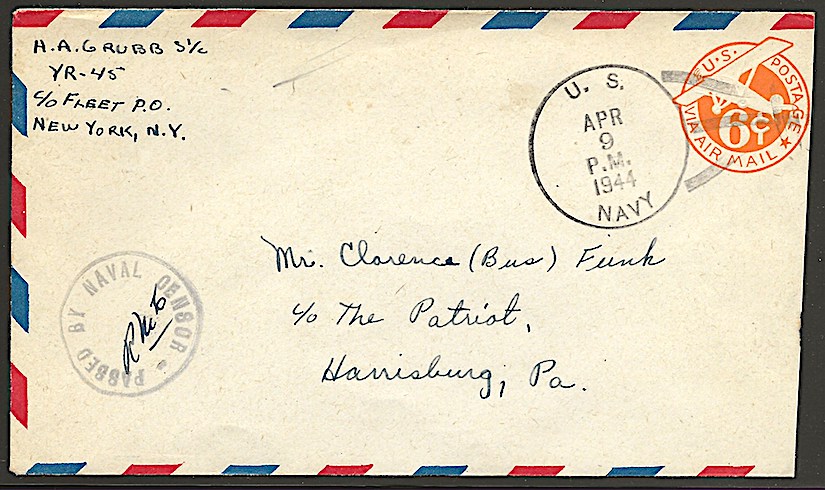 H.A. GRUBB S1/c
YR-45
c/o FLEET P.O.
NEW YORK, N.Y.
U. S.
APR
9
P.M.
1944
NAVY
U.S. POSTAGE
6¢
VIA AIR MAIL
Mr. Clarence (Bus) Funk
c/o The Patriot,
Harrisburg, Pa.
PASSED BY NAVAL CENSOR